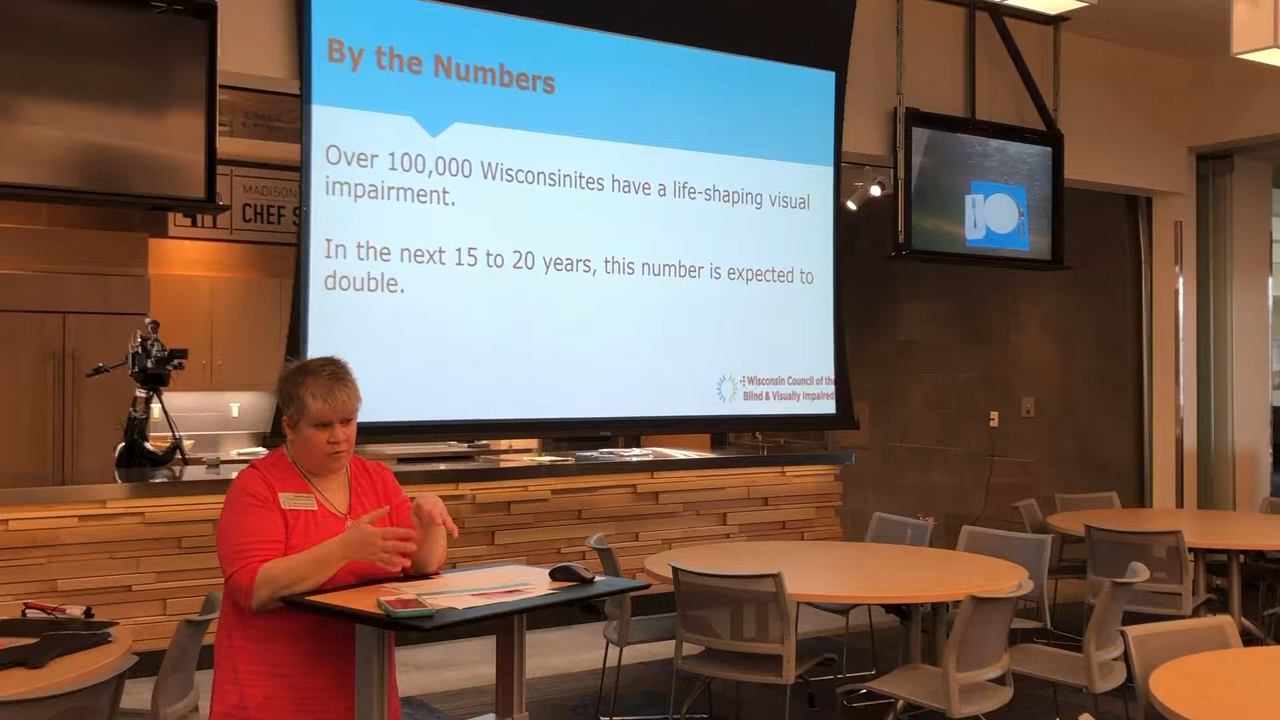 By the Numbers
Over 100,000 Wisconsinites have a life-shaping visual
impairment.
In the next 15 to 20 years, this number is expected to
double.
Wisconsin Council of the
Blind & Visually Impaired
MADISON
CHEF S